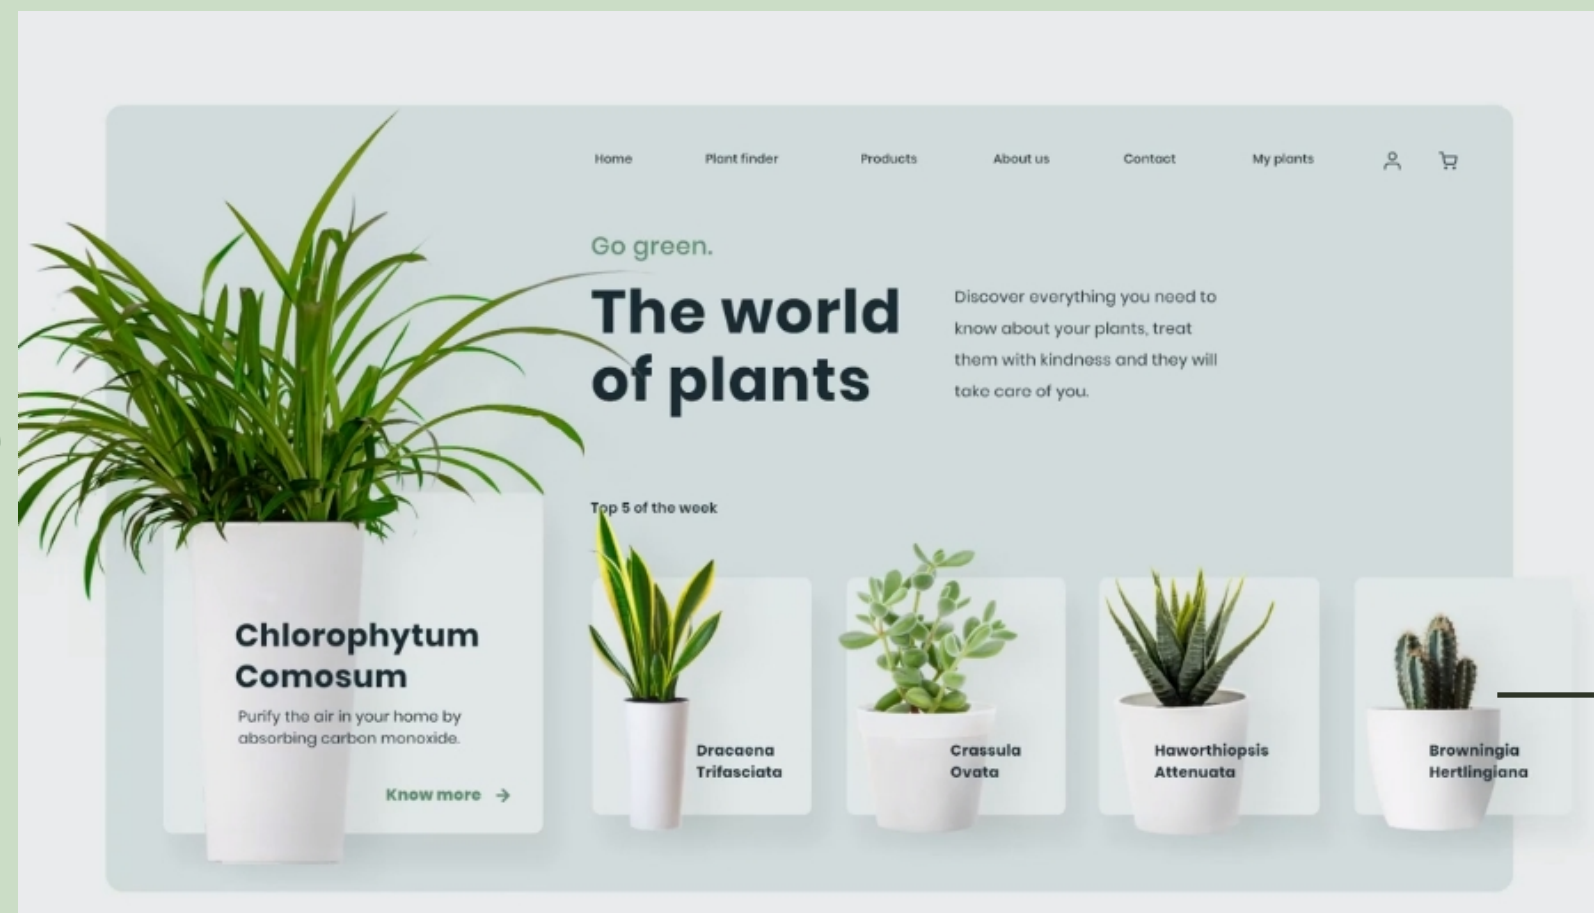 Home Plant finder Products About us Contact My plants
Go green.
The world
of plants
Discover everything you need to
know about your plants, treat
them with kindness and they will
take care of you.
Top 5 of the week
Chlorophytum
Comosum
Purify the air in your home by
absorbing carbon monoxide.
Know more →
Dracaena
Trifasciata
Crassula
Ovata
Haworthiopsis
Attenuata
Browningia
Hertlingiana